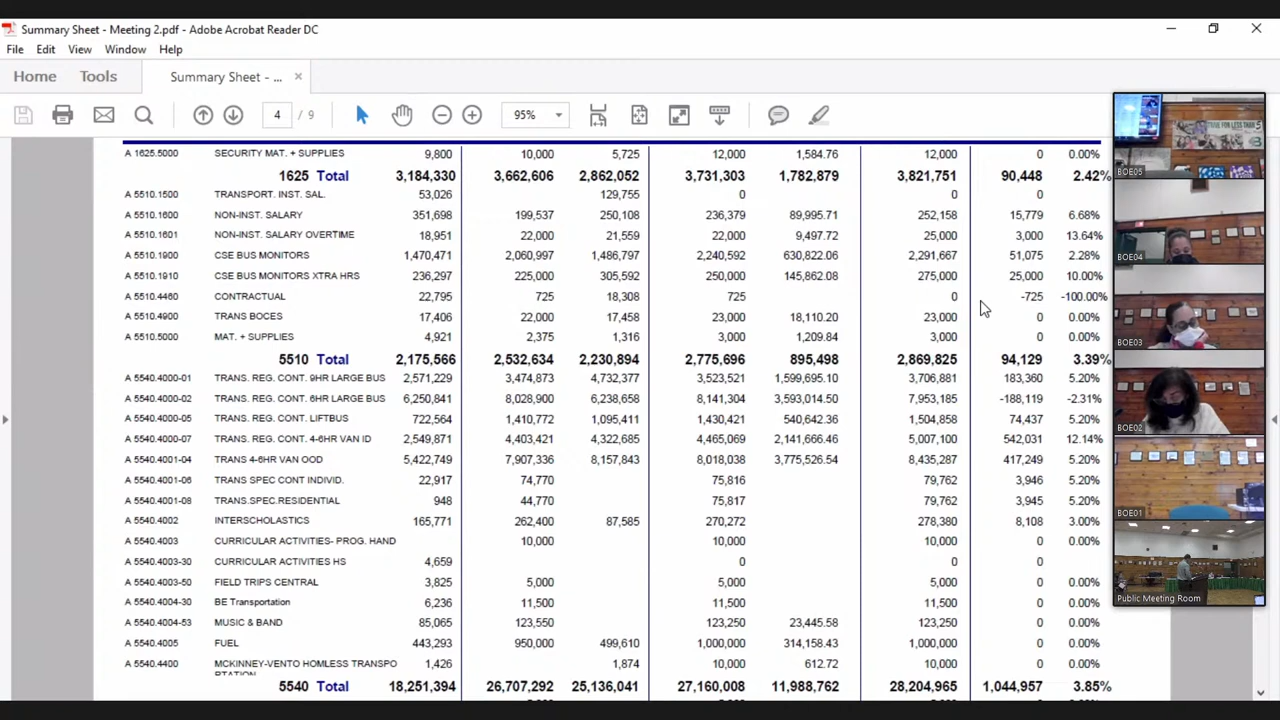 Summary Sheet - Meeting 2.pdf - Adobe Acrobat Reader DC
File Edit View Window Help
Home Tools Summary Sheet - ... ×
4 / 9 95%
A 1625.5000 SECURITY MAT. + SUPPLIES 9,800 10,000 5,725 12,000 1,584.76 12,000 0 0.00%
1625 Total 3,184,330 3,662,606 2,862,052 3,731,303 1,782,879 3,821,751 90,448 2.42%
A 5510.1500 TRANSPORT. INST. SAL. 53,026 129,755 0 0 0
A 5510.1600 NON-INST. SALARY 351,698 199,537 250,108 236,379 89,995.71 252,158 15,779 6.68%
A 5510.1601 NON-INST. SALARY OVERTIME 18,951 22,000 21,559 22,000 9,497.72 25,000 3,000 13.64%
A 5510.1900 CSE BUS MONITORS 1,470,471 2,060,997 1,486,797 2,240,592 630,822.06 2,291,667 51,075 2.28%
A 5510.1910 CSE BUS MONITORS XTRA HRS 236,297 225,000 305,592 250,000 145,862.08 275,000 25,000 10.00%
A 5510.4460 CONTRACTUAL 22,795 725 18,308 725 0 -725 -100.00%
A 5510.4900 TRANS BOCES 17,406 22,000 17,458 23,000 18,110.20 23,000 0 0.00%
A 5510.5000 MAT. + SUPPLIES 4,921 2,375 1,316 3,000 1,209.84 3,000 0 0.00%
5510 Total 2,175,566 2,532,634 2,230,894 2,775,696 895,498 2,869,825 94,129 3.39%
A 5540.4000-01 TRANS. REG. CONT. 9HR LARGE BUS 2,571,229 3,474,873 4,732,377 3,523,521 1,599,695.10 3,706,881 183,360 5.20%
A 5540.4000-02 TRANS. REG. CONT. 6HR LARGE BUS 6,250,841 8,028,900 6,238,658 8,141,304 3,593,014.50 7,953,185 -188,119 -2.31%
A 5540.4000-05 TRANS. REG. CONT. LIFTBUS 722,564 1,410,772 1,095,411 1,430,421 540,642.36 1,504,858 74,437 5.20%
A 5540.4000-07 TRANS. REG. CONT. 4-6HR VAN ID 2,549,871 4,403,421 4,322,685 4,465,069 2,141,666.46 5,007,100 542,031 12.14%
A 5540.4001-04 TRANS 4-6HR VAN OOD 5,422,749 7,907,336 8,157,843 8,018,038 3,775,526.54 8,435,287 417,249 5.20%
A 5540.4001-06 TRANS SPEC CONT INDIVID. 22,917 74,770 75,816 79,762 3,946 5.20%
A 5540.4001-08 TRANS.SPEC.RESIDENTIAL 948 44,770 75,817 79,762 3,945 5.20%
A 5540.4002 INTERSCHOLASTICS 165,771 262,400 87,585 270,272 278,380 8,108 3.00%
A 5540.4003 CURRICULAR ACTIVITIES- PROG. HAND 10,000 10,000 10,000 0 0.00%
A 5540.4003-30 CURRICULAR ACTIVITIES HS 4,659 0 0 0
A 5540.4003-50 FIELD TRIPS CENTRAL 3,825 5,000 5,000 5,000 0 0.00%
A 5540.4004-30 BE Transportation 6,236 11,500 11,500 11,500 0 0.00%
A 5540.4004-53 MUSIC & BAND 85,065 123,550 123,250 23,445.58 123,250 0 0.00%
A 5540.4005 FUEL 443,293 950,000 499,610 1,000,000 314,158.43 1,000,000 0 0.00%
A 5540.4400 MCKINNEY-VENTO HOMLESS TRANSPO 1,426 1,874 10,000 612.72 10,000 0 0.00%
RTATION
5540 Total 18,251,394 26,707,292 25,136,041 27,160,008 11,988,762 28,204,965 1,044,957 3.85%
BOE05
BOE04
BOE03
BOE02
BOE01
Public Meeting Room